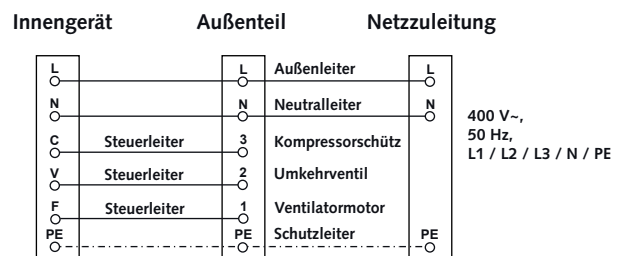 Innengerät Außenteil Netzzuleitung
L L Außenleiter L
N N Neutralleiter N
400 V~,
50 Hz,
L1 / L2 / L3 / N / PE
C Steuerleiter 3 Kompressorschütz
V Steuerleiter 2 Umkehrventil
F Steuerleiter 1 Ventilatormotor
PE PE Schutzleiter PE